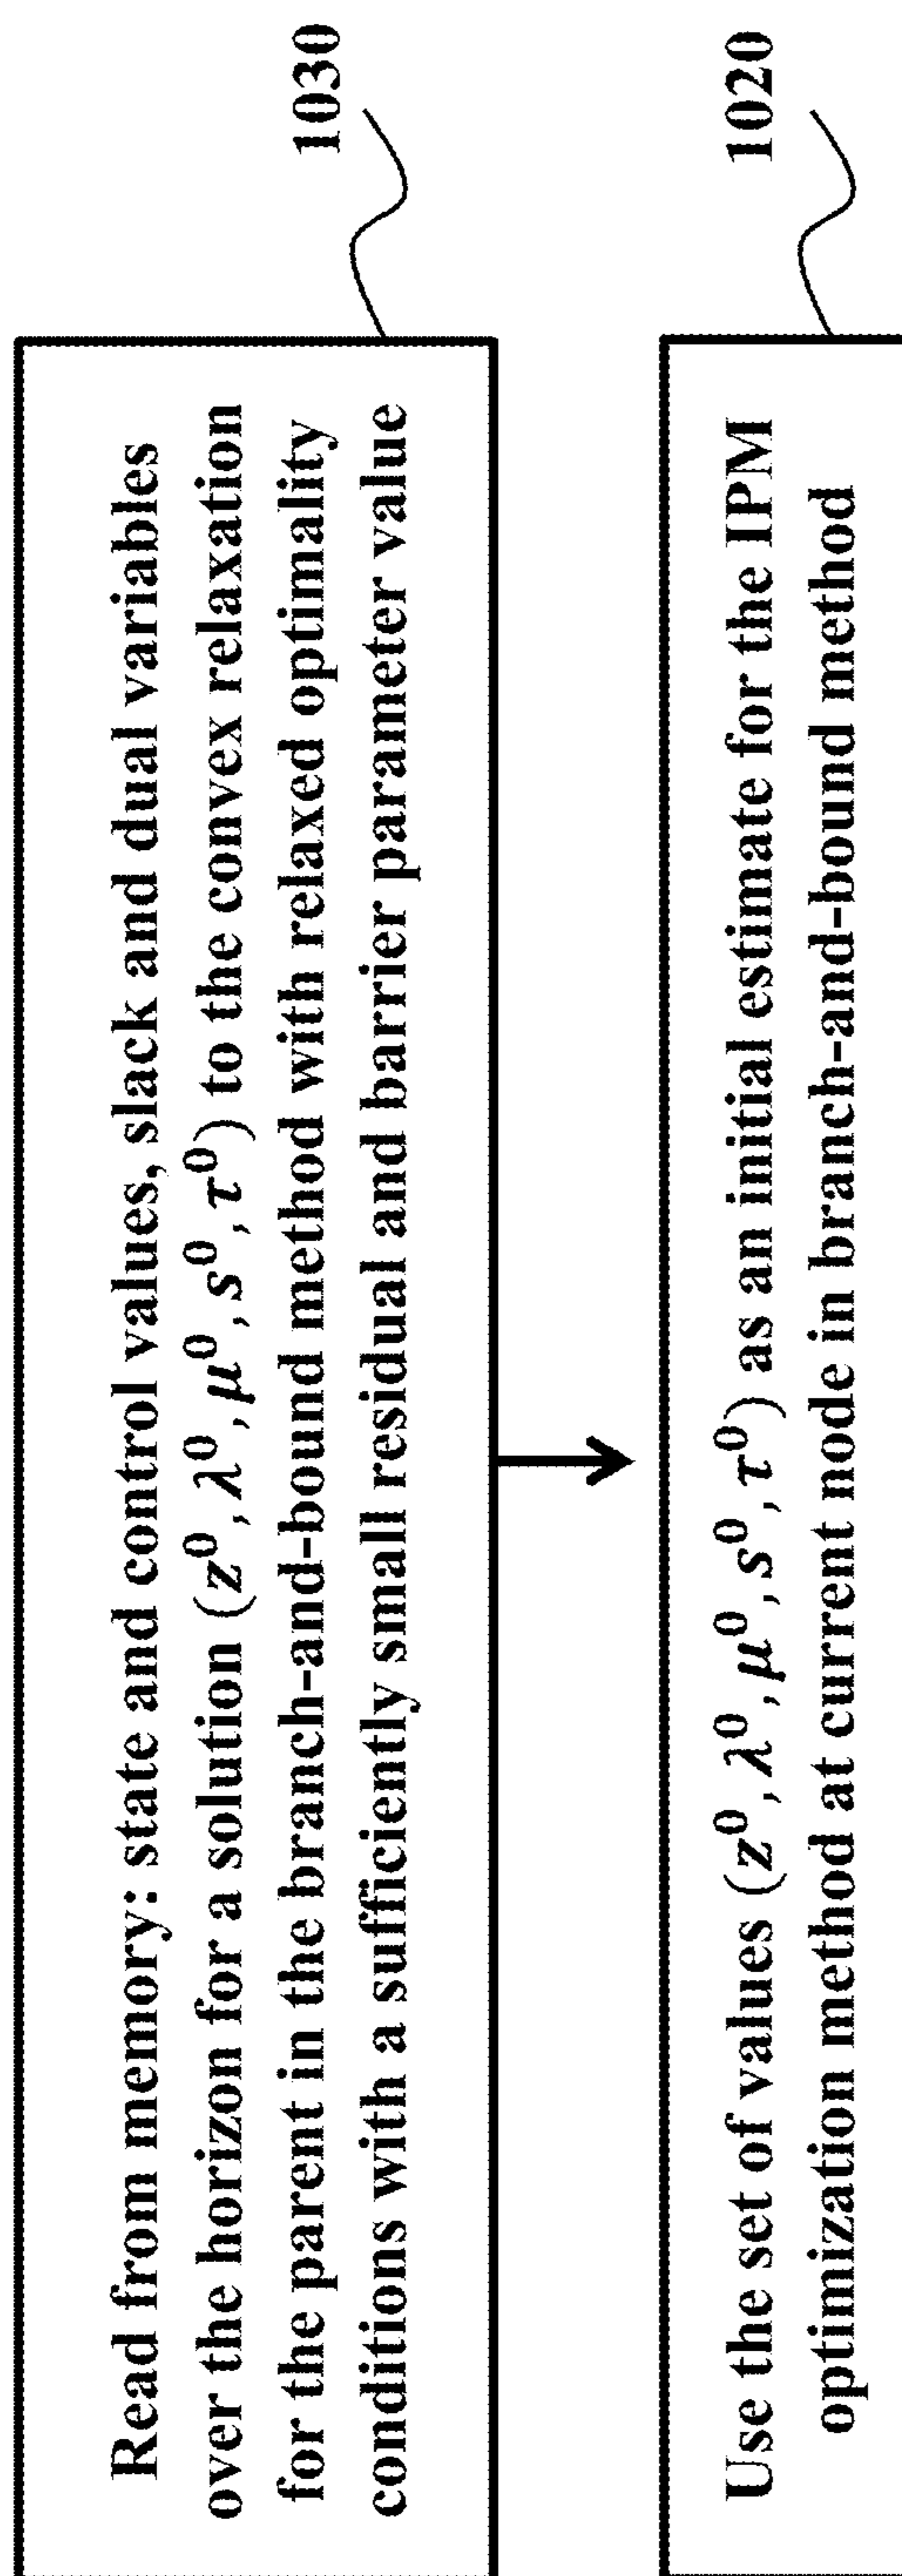 Read from memory: state and control values, slack and dual variables
over the horizon for a solution (z⁰, λ⁰, μ⁰, s⁰, τ⁰) to the convex relaxation
for the parent in the branch-and-bound method with relaxed optimality
conditions with a sufficiently small residual and barrier parameter value
1030
Use the set of values (z⁰, λ⁰, μ⁰, s⁰, τ⁰) as an initial estimate for the IPM
optimization method at current node in branch-and-bound method
1020